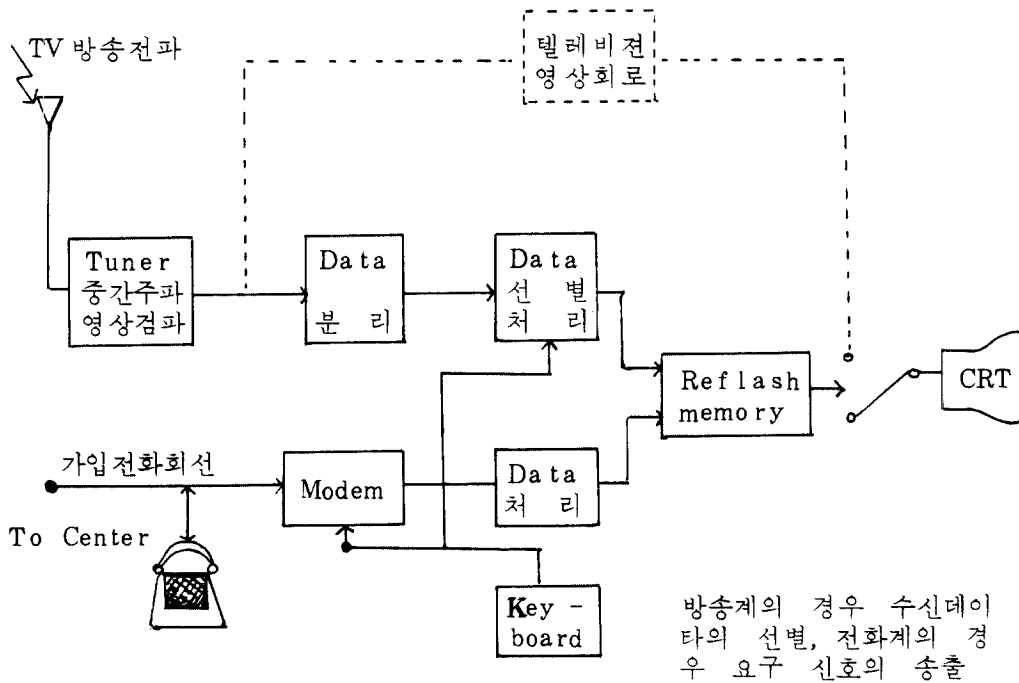 TV 방송전파
텔레비젼
영상회로
Tuner
중간주파
영상검파
Data
분 리
Data
선 별
처 리
Reflash
memory
CRT
가입전화회선
To Center
Modem
Data
처 리
Key-
board
방송계의 경우 수신데이
타의 선별, 전화계의 경
우 요구 신호의 송출